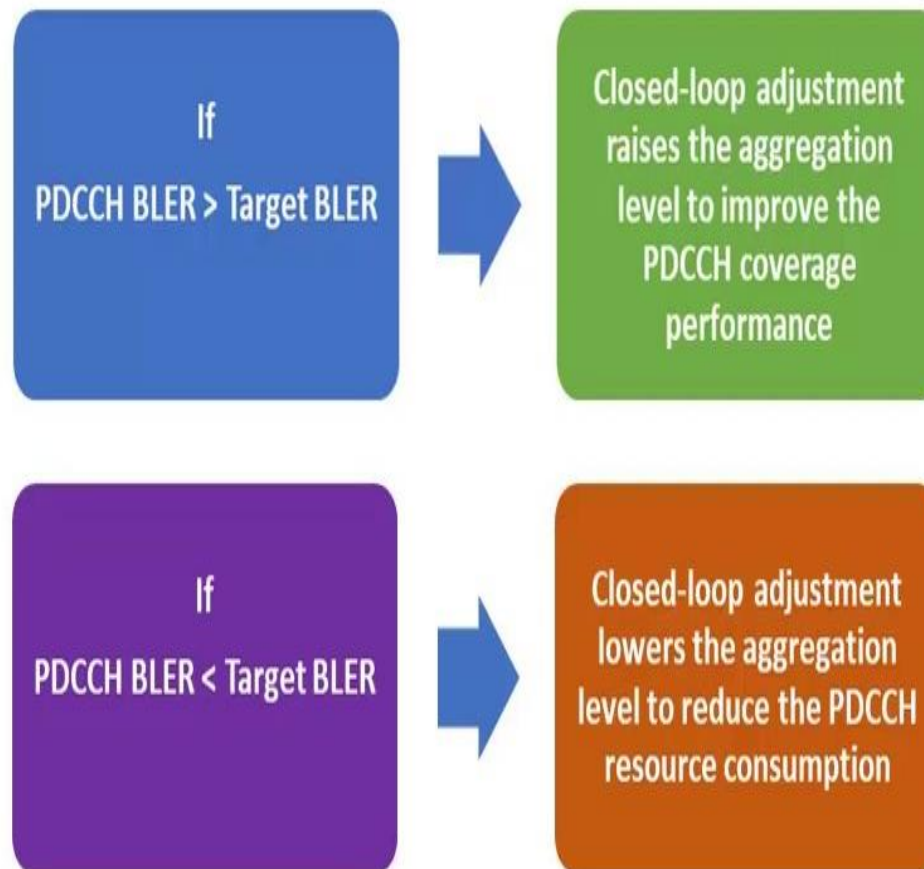 If
PDCCH BLER > Target BLER
Closed-loop adjustment
raises the aggregation
level to improve the
PDCCH coverage
performance
If
PDCCH BLER < Target BLER
Closed-loop adjustment
lowers the aggregation
level to reduce the PDCCH
resource consumption